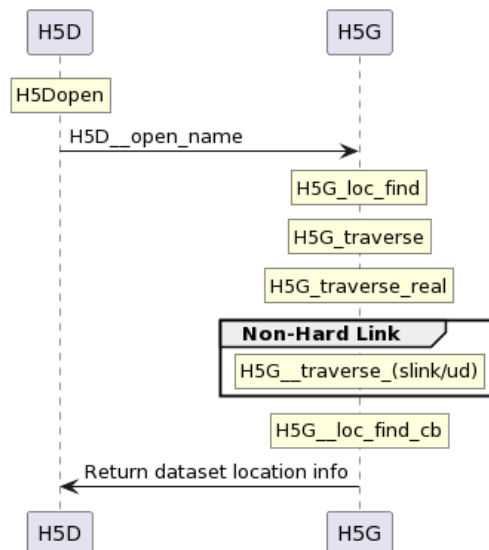 H5D H5G
H5Dopen
H5D__open_name
H5G_loc_find
H5G_traverse
H5G_traverse_real
Non-Hard Link
H5G__traverse_(slink/ud)
H5G__loc_find_cb
Return dataset location info
H5D H5G